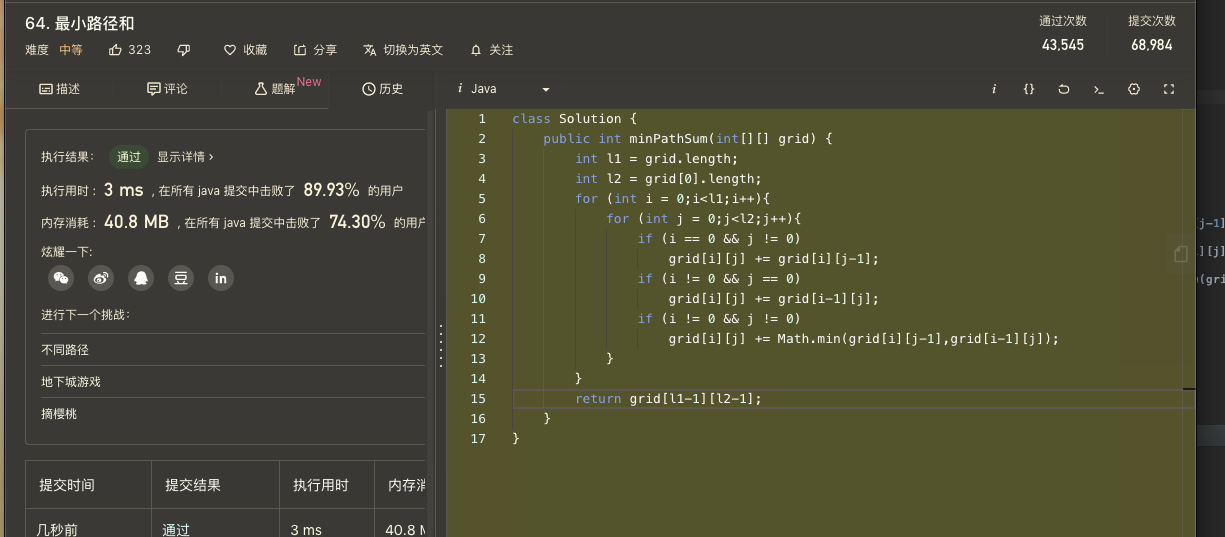 64. 最小路径和
通过次数 提交次数
43,545 68,984
难度 中等 323 收藏 分享 切换为英文 关注
描述 评论 题解 New 历史
i Java
i {} >_
执行结果： 通过 显示详情 ›
执行用时 : 3 ms , 在所有 java 提交中击败了 89.93% 的用户
内存消耗 : 40.8 MB , 在所有 java 提交中击败了 74.30% 的用户
炫耀一下:
豆 in
进行下一个挑战：
不同路径
地下城游戏
摘樱桃
提交时间 提交结果 执行用时 内存消
几秒前 通过 3 ms 40.8 M
1 class Solution {
2 public int minPathSum(int[][] grid) {
3 int l1 = grid.length;
4 int l2 = grid[0].length;
5 for (int i = 0;i<l1;i++){
6 for (int j = 0;j<l2;j++){
7 if (i == 0 && j != 0)
8 grid[i][j] += grid[i][j-1];
9 if (i != 0 && j == 0)
10 grid[i][j] += grid[i-1][j];
11 if (i != 0 && j != 0)
12 grid[i][j] += Math.min(grid[i][j-1],grid[i-1][j]);
13 }
14 }
15 return grid[l1-1][l2-1];
16 }
17 }
[j-1]
][j]
(gri